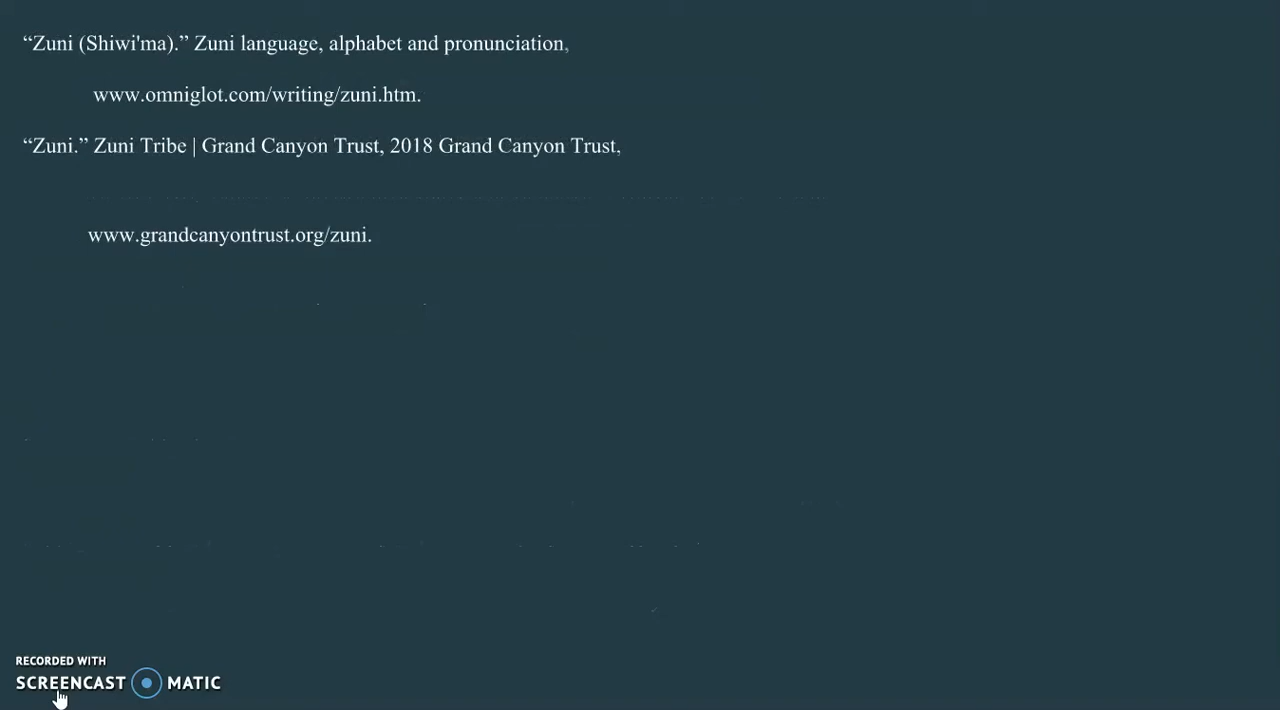 “Zuni (Shiwi'ma).” Zuni language, alphabet and pronunciation,
www.omniglot.com/writing/zuni.htm.
“Zuni.” Zuni Tribe | Grand Canyon Trust, 2018 Grand Canyon Trust,
www.grandcanyontrust.org/zuni.
RECORDED WITH
SCREENCAST MATIC